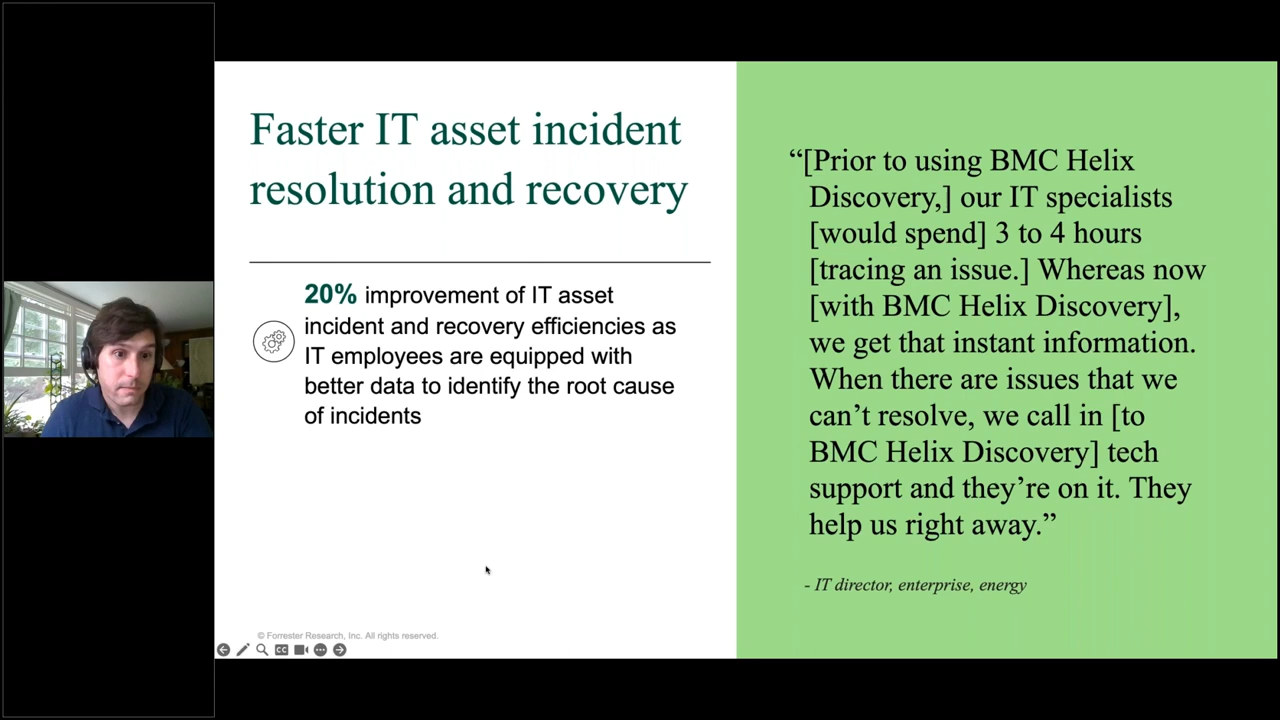 Faster IT asset incident
resolution and recovery
20% improvement of IT asset
incident and recovery efficiencies as
IT employees are equipped with
better data to identify the root cause
of incidents
© Forrester Research, Inc. All rights reserved.
CC
“[Prior to using BMC Helix
Discovery,] our IT specialists
[would spend] 3 to 4 hours
[tracing an issue.] Whereas now
[with BMC Helix Discovery],
we get that instant information.
When there are issues that we
can’t resolve, we call in [to
BMC Helix Discovery] tech
support and they’re on it. They
help us right away.”
- IT director, enterprise, energy